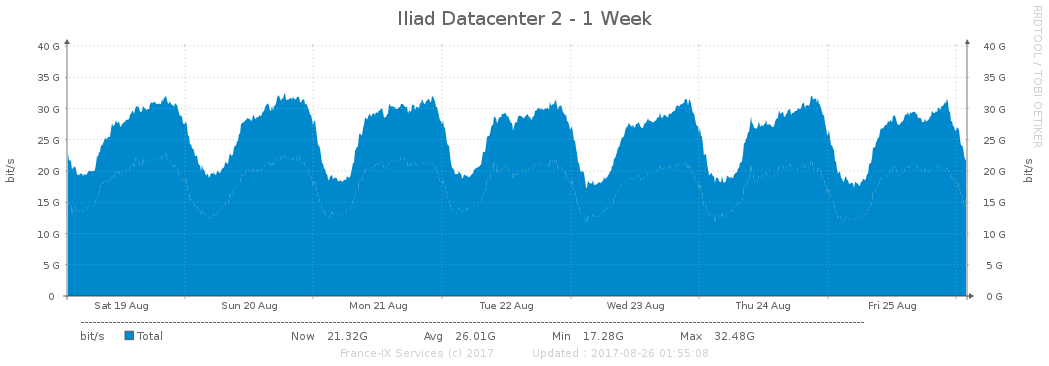 Iliad Datacenter 2 - 1 Week
RRDTOOL / TOBI OETIKER
40 G 40 G
35 G 35 G
30 G 30 G
25 G 25 G
20 G 20 G
15 G 15 G
10 G 10 G
5 G 5 G
0 0 G
bit/s
bit/s
Sat 19 Aug Sun 20 Aug Mon 21 Aug Tue 22 Aug Wed 23 Aug Thu 24 Aug Fri 25 Aug
bit/s Total Now 21.32G Avg 26.01G Min 17.28G Max 32.48G
France-IX Services (c) 2017 Updated : 2017-08-26 01:55:08